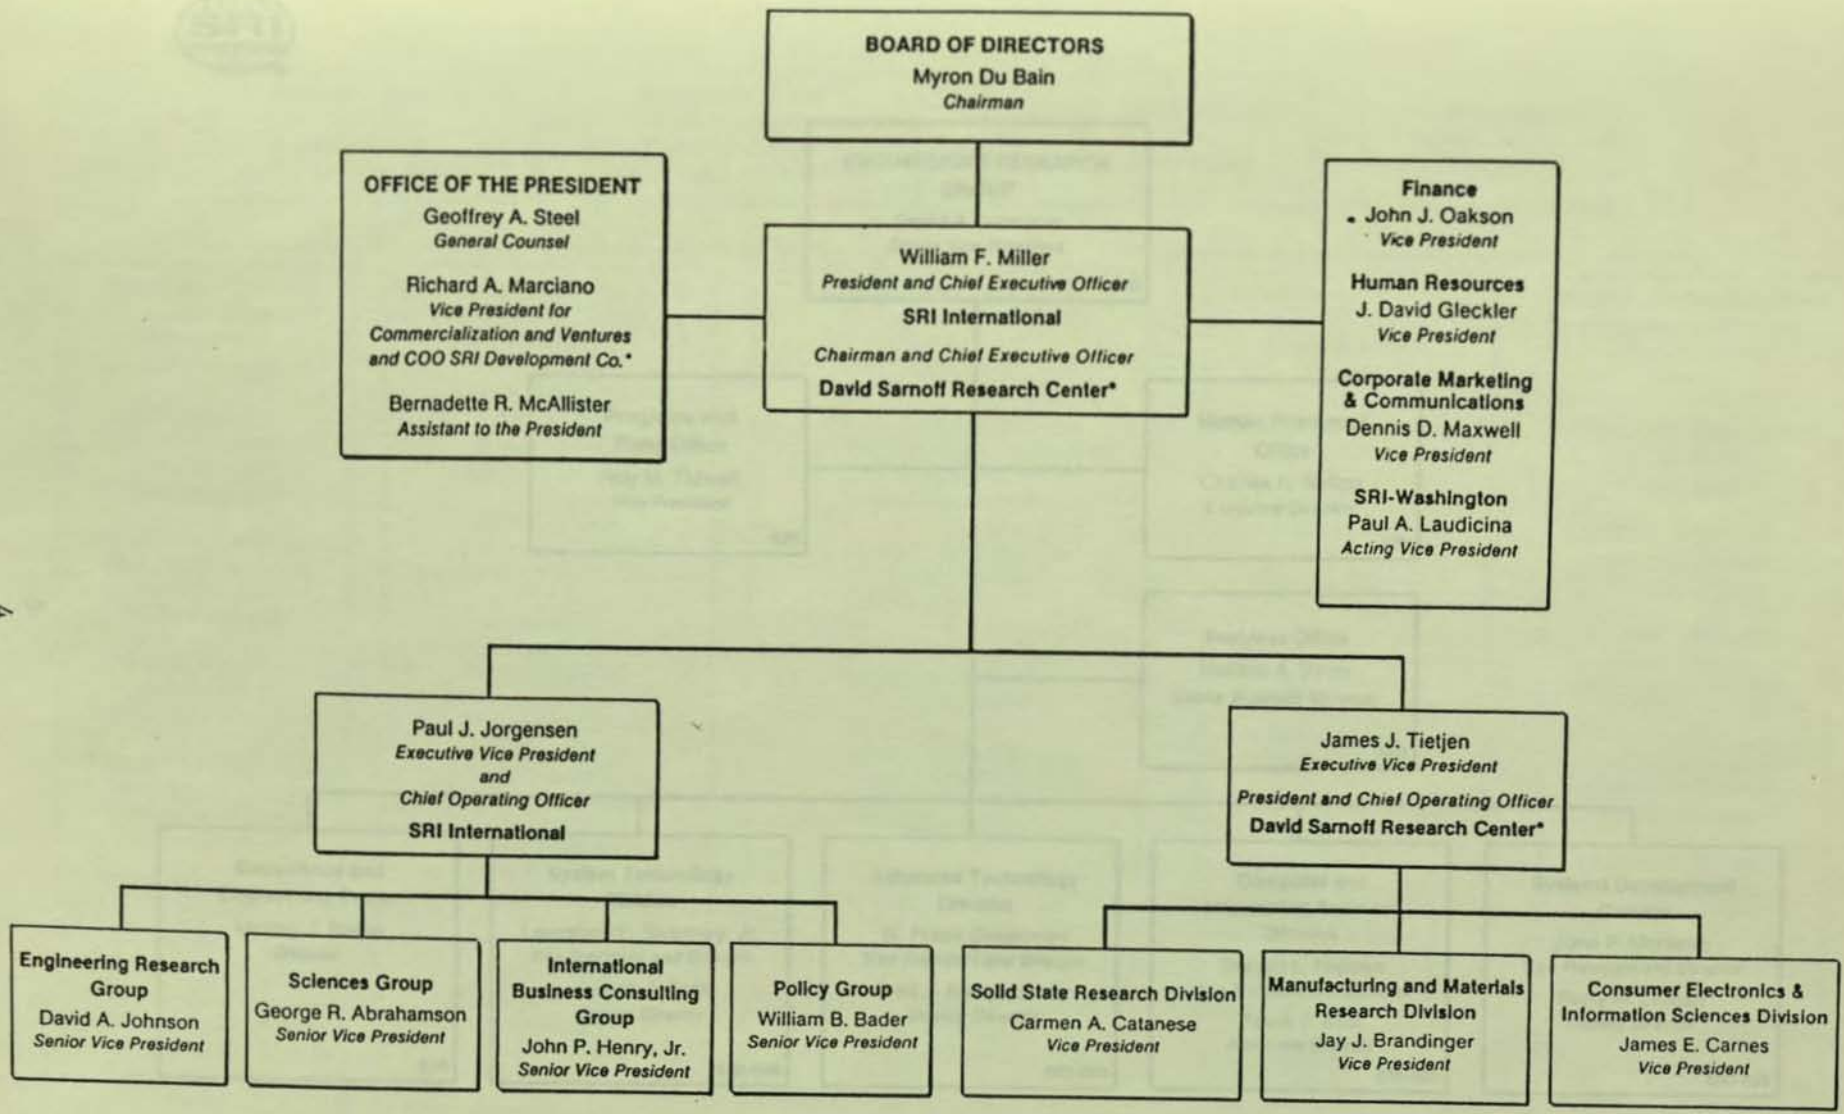 BOARD OF DIRECTORS
Myron Du Bain
Chairman
OFFICE OF THE PRESIDENT
Geoffrey A. Steel
General Counsel
Richard A. Marciano
Vice President for
Commercialization and Ventures
and COO SRI Development Co.*
Bernadette R. McAllister
Assistant to the President
William F. Miller
President and Chief Executive Officer
SRI International
Chairman and Chief Executive Officer
David Sarnoff Research Center*
Finance
John J. Oakson
Vice President
Human Resources
J. David Gleckler
Vice President
Corporate Marketing
& Communications
Dennis D. Maxwell
Vice President
SRI-Washington
Paul A. Laudicina
Acting Vice President
Paul J. Jorgensen
Executive Vice President
and
Chief Operating Officer
SRI International
James J. Tietjen
Executive Vice President
President and Chief Operating Officer
David Sarnoff Research Center*
Engineering Research
Group
David A. Johnson
Senior Vice President
Sciences Group
George R. Abrahamson
Senior Vice President
International
Business Consulting
Group
John P. Henry, Jr.
Senior Vice President
Policy Group
William B. Bader
Senior Vice President
Solid State Research Division
Carmen A. Catanese
Vice President
Manufacturing and Materials
Research Division
Jay J. Brandinger
Vice President
Consumer Electronics &
Information Sciences Division
James E. Carnes
Vice President